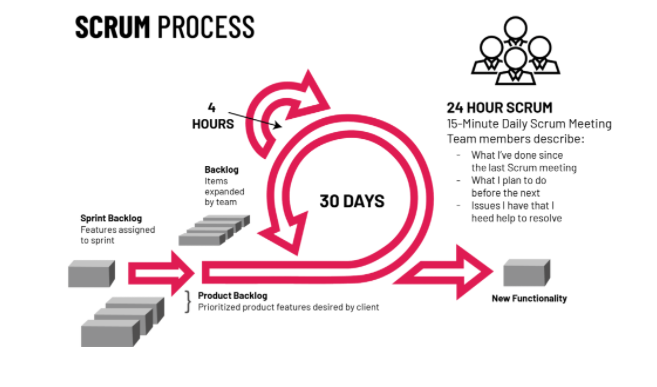 SCRUM PROCESS
4
HOURS
24 HOUR SCRUM
15-Minute Daily Scrum Meeting
Team members describe:
- What I've done since
the last Scrum meeting
- What I plan to do
before the next
- Issues I have that I
need help to resolve
Backlog
Items
expanded
by team
30 DAYS
Sprint Backlog
Features assigned
to sprint
} Product Backlog
Prioritized product features desired by client
New Functionality